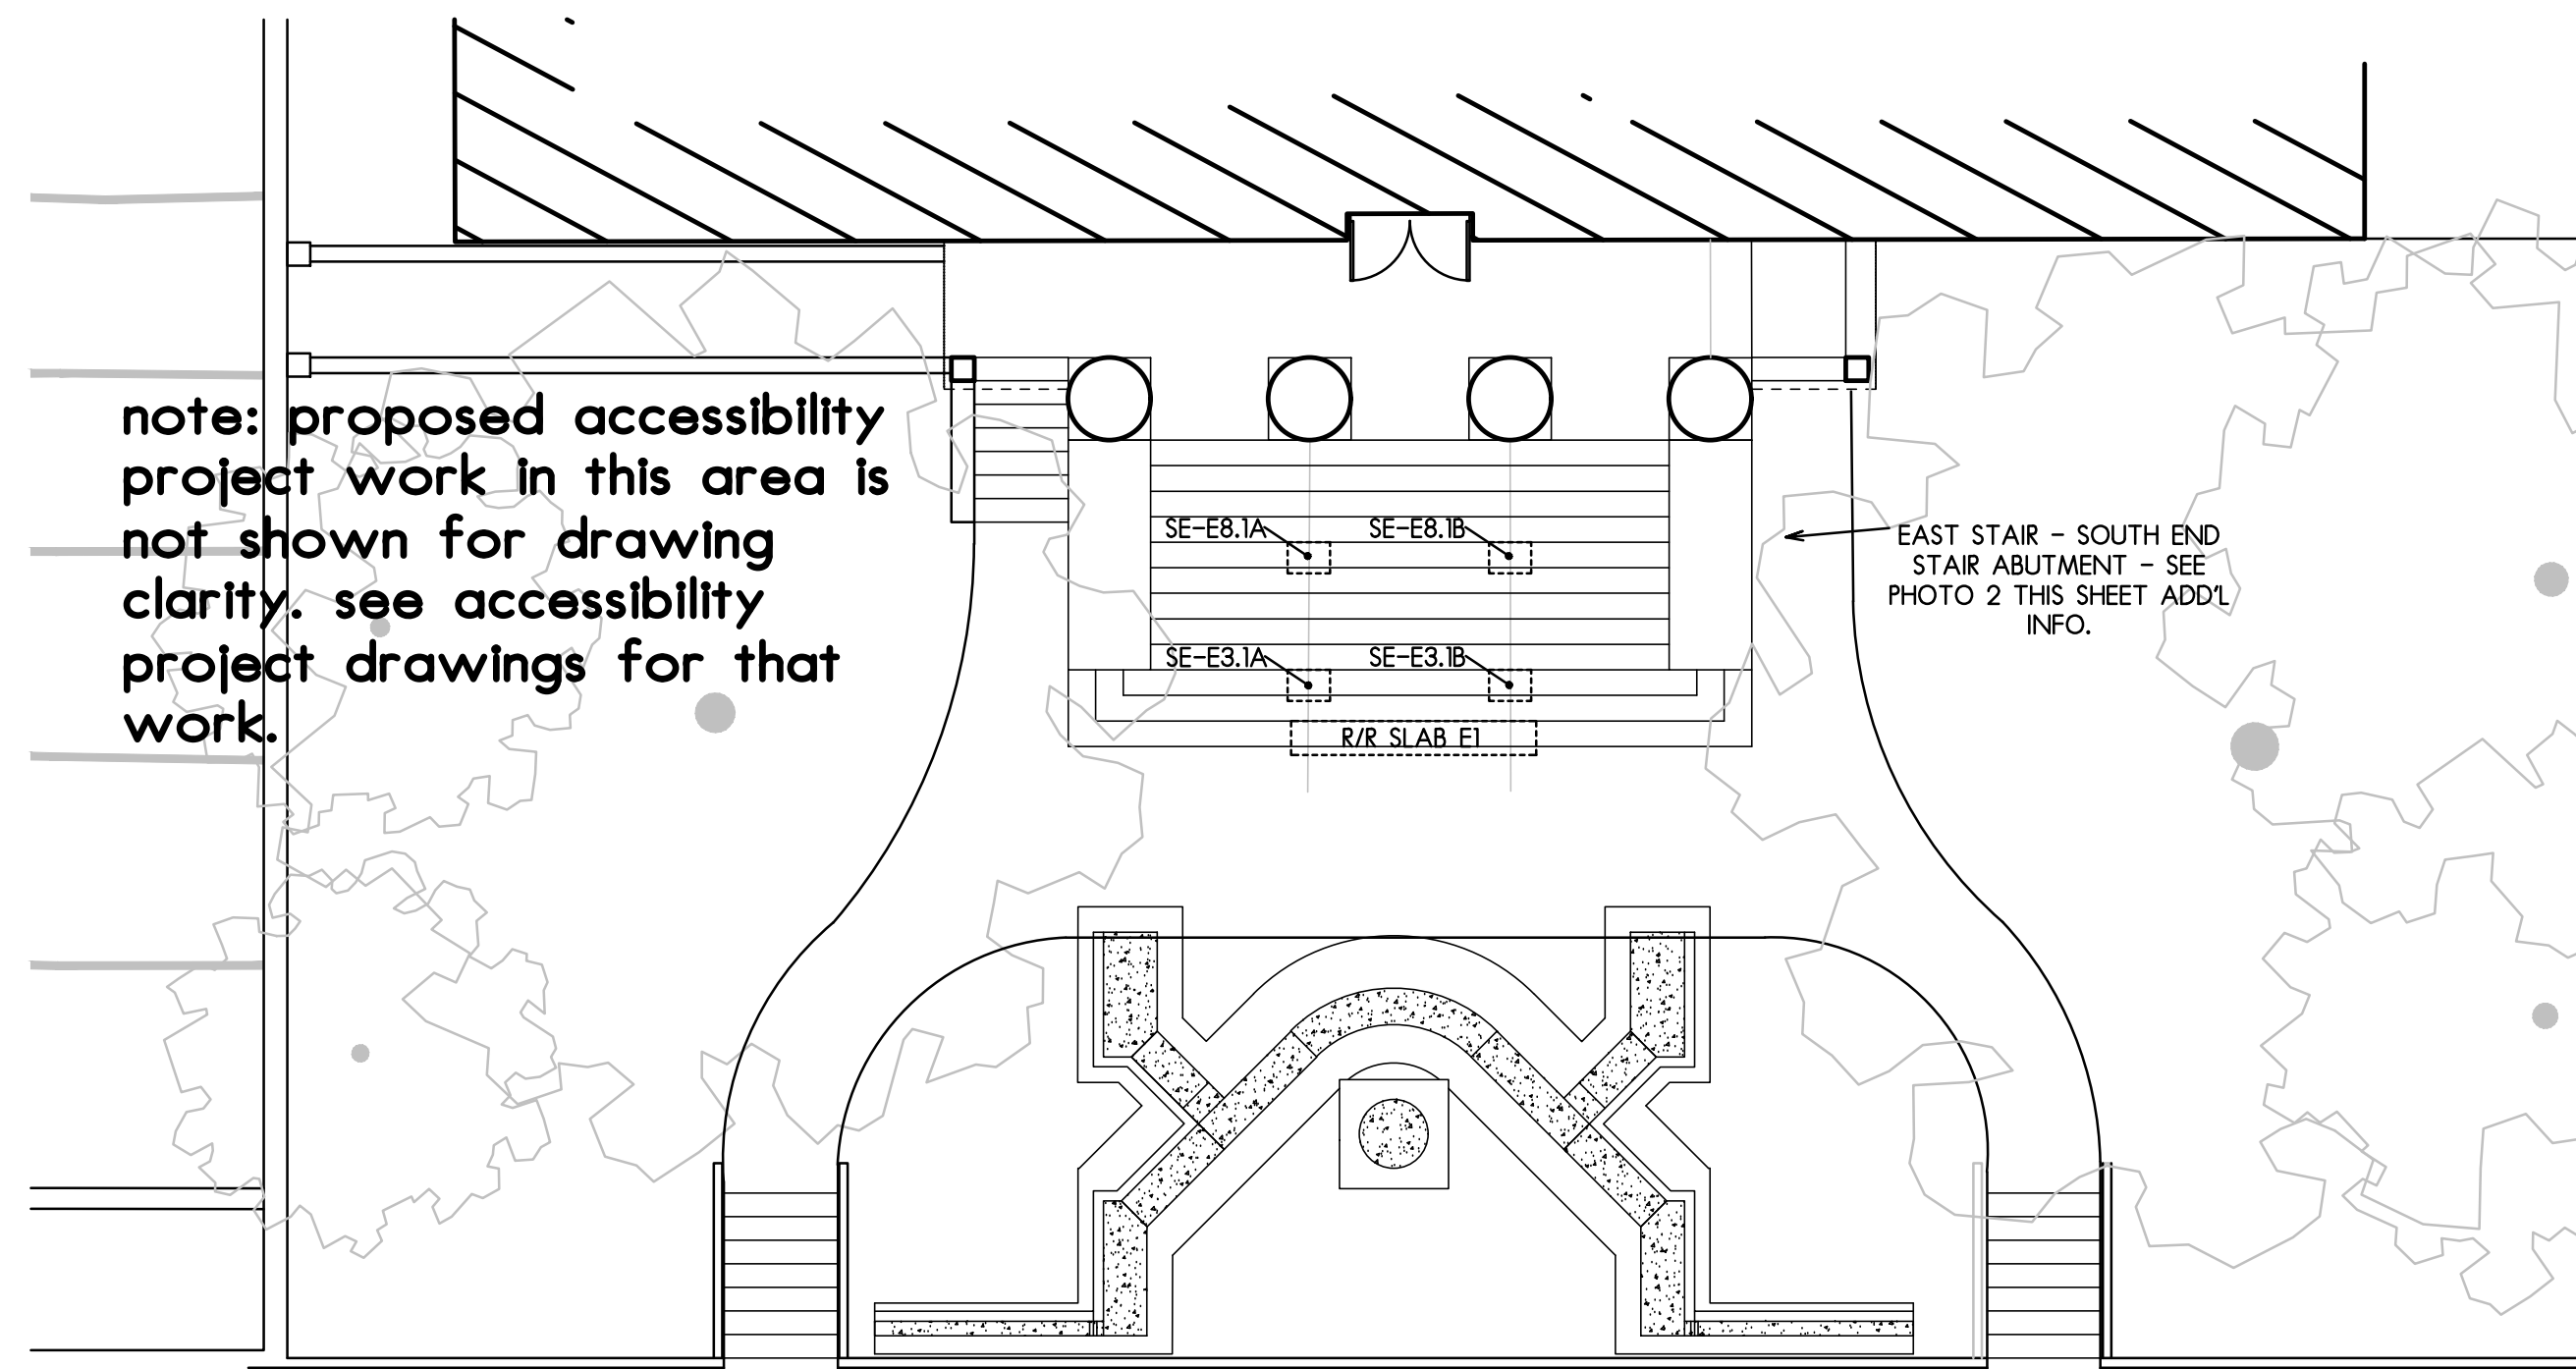 note: proposed accessibility
project work in this area is
not shown for drawing
clarity. see accessibility
project drawings for that
work.
SE-E8.1A
SE-E8.1B
EAST STAIR - SOUTH END
STAIR ABUTMENT - SEE
PHOTO 2 THIS SHEET ADD'L
INFO.
SE-E3.1A
SE-E3.1B
R/R SLAB E1